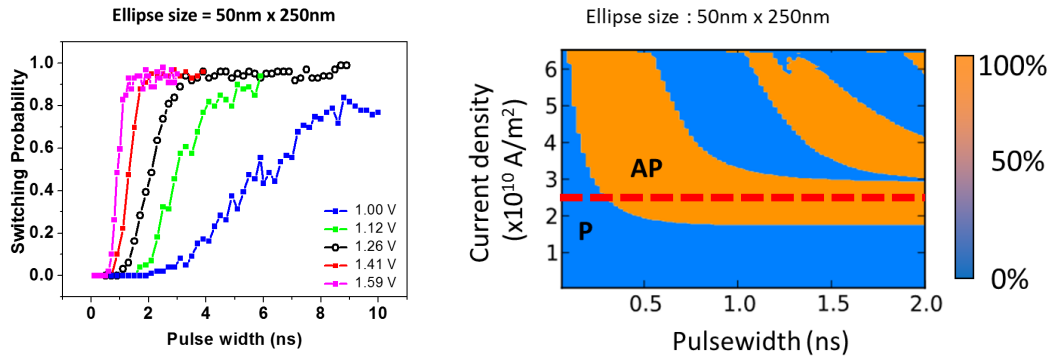 Ellipse size = 50nm x 250nm
Switching Probability
1.0
0.8
0.6
0.4
0.2
0.0
0 2 4 6 8 10
Pulse width (ns)
1.00 V
1.12 V
1.26 V
1.41 V
1.59 V
Ellipse size : 50nm x 250nm
Current density
(x10¹⁰ A/m²)
6
5
4
3
2
1
AP
P
0.5 1.0 1.5 2.0
Pulsewidth (ns)
100%
50%
0%